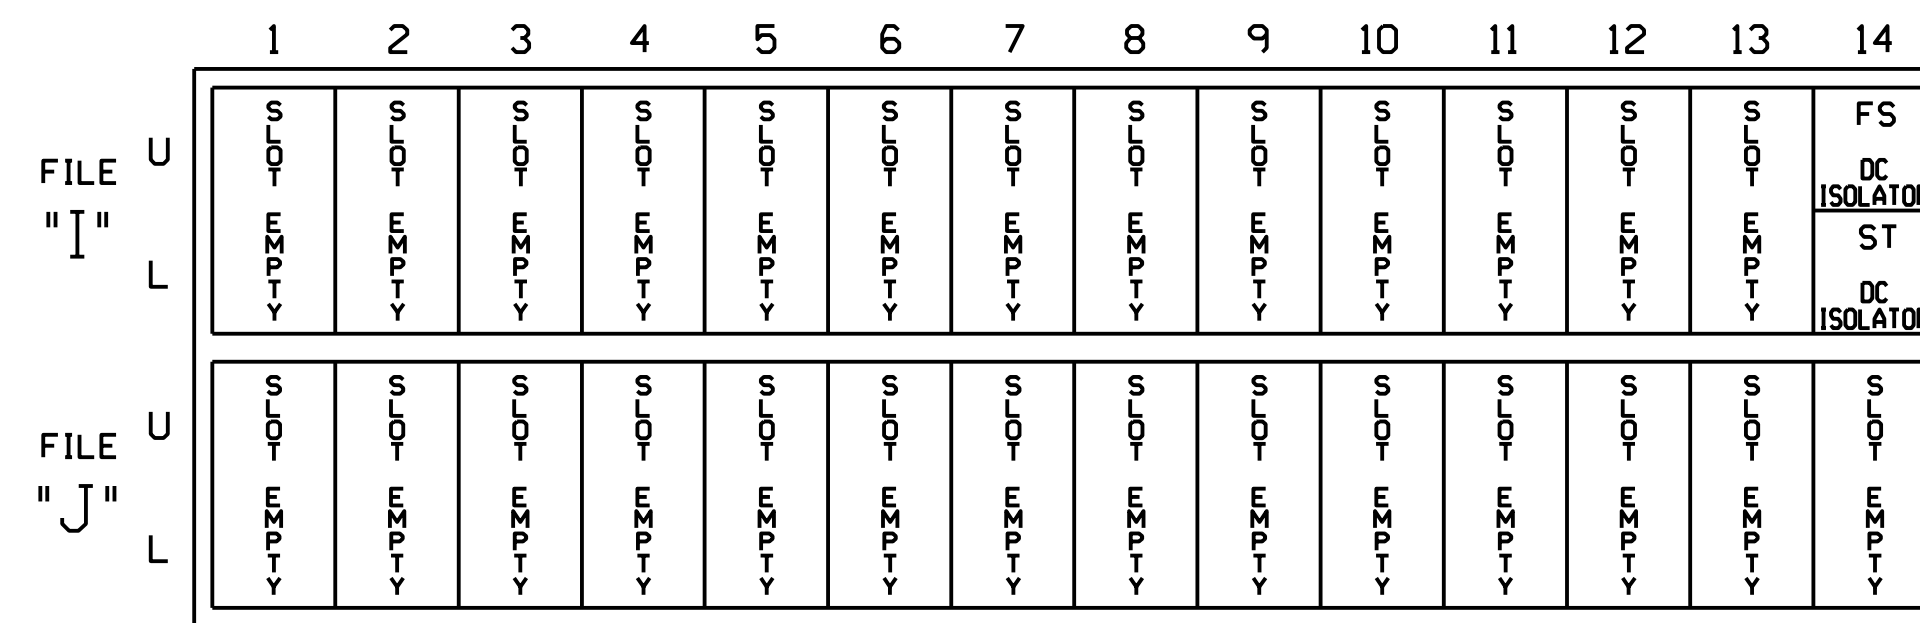 1 2 3 4 5 6 7 8 9 10 11 12 13 14
FILE "I"
U
L
SLOT EMPTY SLOT EMPTY SLOT EMPTY SLOT EMPTY SLOT EMPTY SLOT EMPTY SLOT EMPTY SLOT EMPTY SLOT EMPTY SLOT EMPTY SLOT EMPTY SLOT EMPTY SLOT EMPTY
FS
DC
ISOLATOR
ST
DC
ISOLATOR
FILE "J"
U
L
SLOT EMPTY SLOT EMPTY SLOT EMPTY SLOT EMPTY SLOT EMPTY SLOT EMPTY SLOT EMPTY SLOT EMPTY SLOT EMPTY SLOT EMPTY SLOT EMPTY SLOT EMPTY SLOT EMPTY SLOT EMPTY